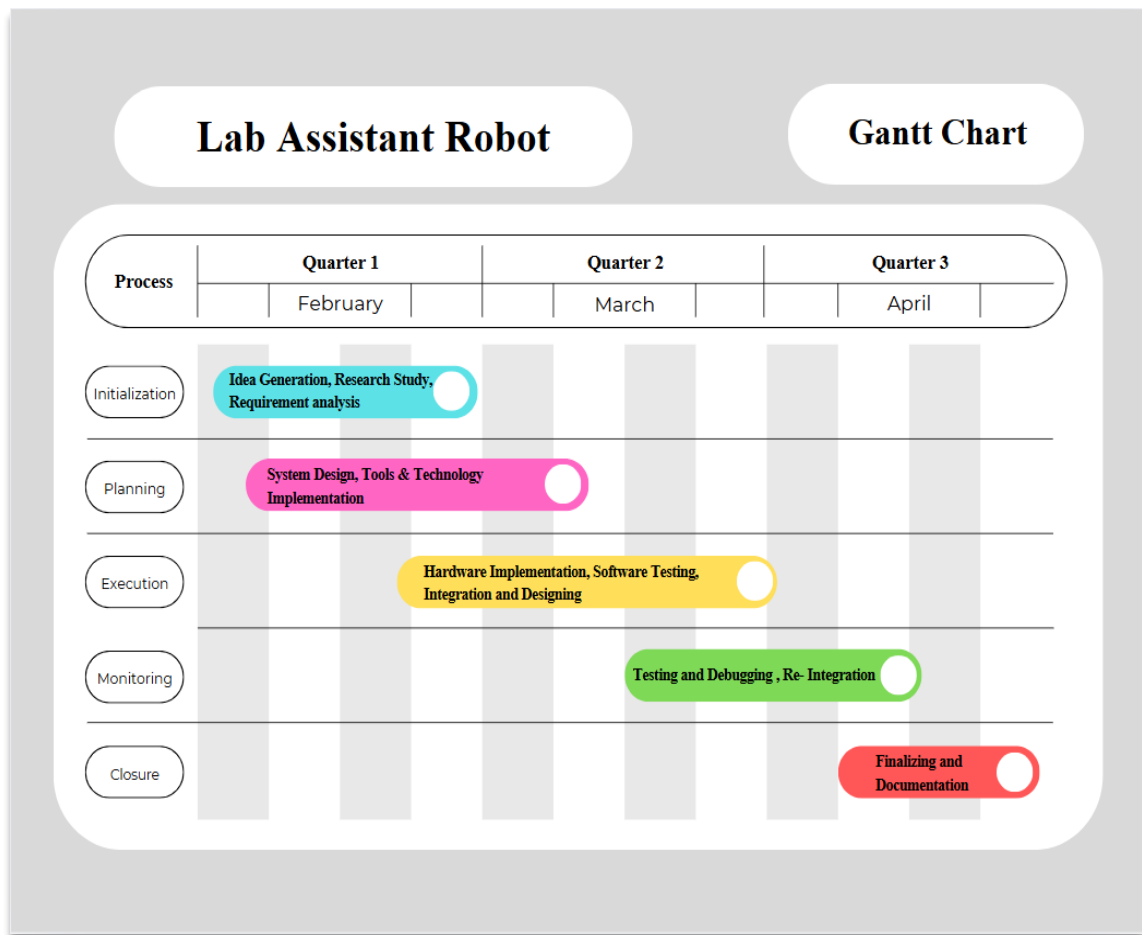 Lab Assistant Robot
Gantt Chart
Process
Quarter 1
Quarter 2
Quarter 3
February
March
April
Initialization
Idea Generation, Research Study,
Requirement analysis
Planning
System Design, Tools & Technology
Implementation
Execution
Hardware Implementation, Software Testing,
Integration and Designing
Monitoring
Testing and Debugging , Re- Integration
Closure
Finalizing and
Documentation